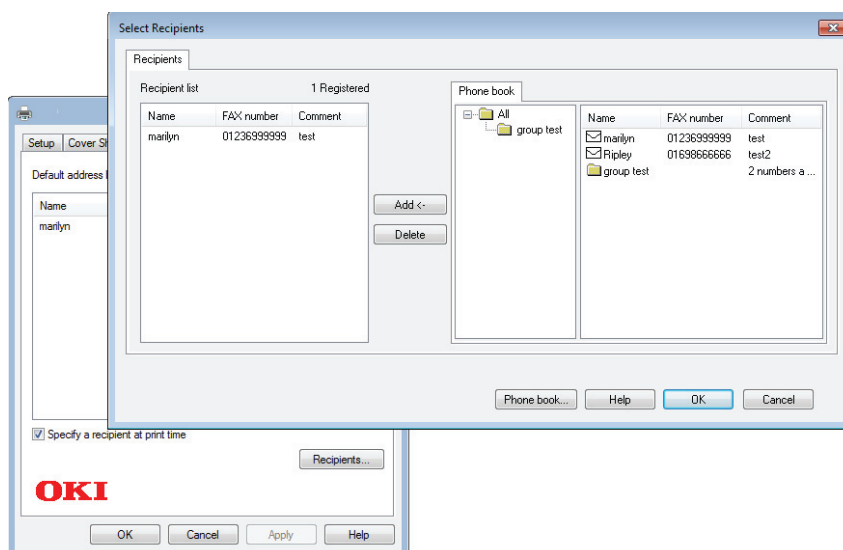 Select Recipients
Recipients
Recipient list 1 Registered
Name FAX number Comment
marilyn 01236999999 test
Add <-
Delete
Phone book
All
group test
Name FAX number Comment
marilyn 01236999999 test
Ripley 01698666666 test2
group test 2 numbers a ...
Phone book... Help OK Cancel
Setup Cover Sh
Default address l
Name
marilyn
Specify a recipient at print time
Recipients...
OKI
OK Cancel Apply Help